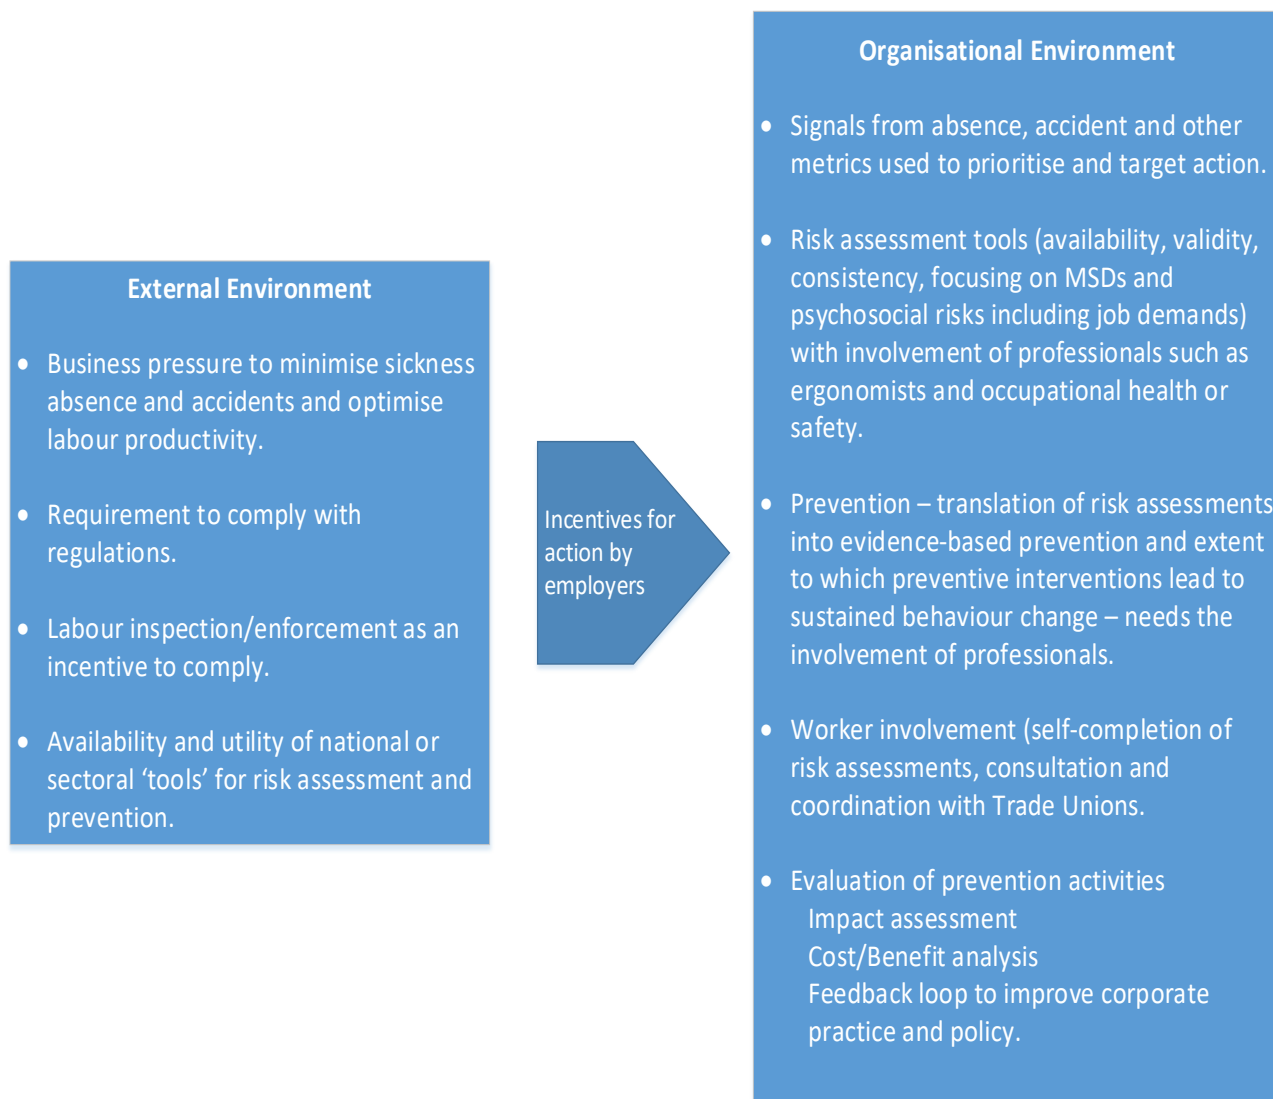 External Environment
• Business pressure to minimise sickness
absence and accidents and optimise
labour productivity.
• Requirement to comply with
regulations.
• Labour inspection/enforcement as an
incentive to comply.
• Availability and utility of national or
sectoral ‘tools’ for risk assessment and
prevention.
Incentives for
action by
employers
Organisational Environment
• Signals from absence, accident and other
metrics used to prioritise and target action.
• Risk assessment tools (availability, validity,
consistency, focusing on MSDs and
psychosocial risks including job demands)
with involvement of professionals such as
ergonomists and occupational health or
safety.
• Prevention – translation of risk assessments
into evidence-based prevention and extent
to which preventive interventions lead to
sustained behaviour change – needs the
involvement of professionals.
• Worker involvement (self-completion of
risk assessments, consultation and
coordination with Trade Unions.
• Evaluation of prevention activities
Impact assessment
Cost/Benefit analysis
Feedback loop to improve corporate
practice and policy.